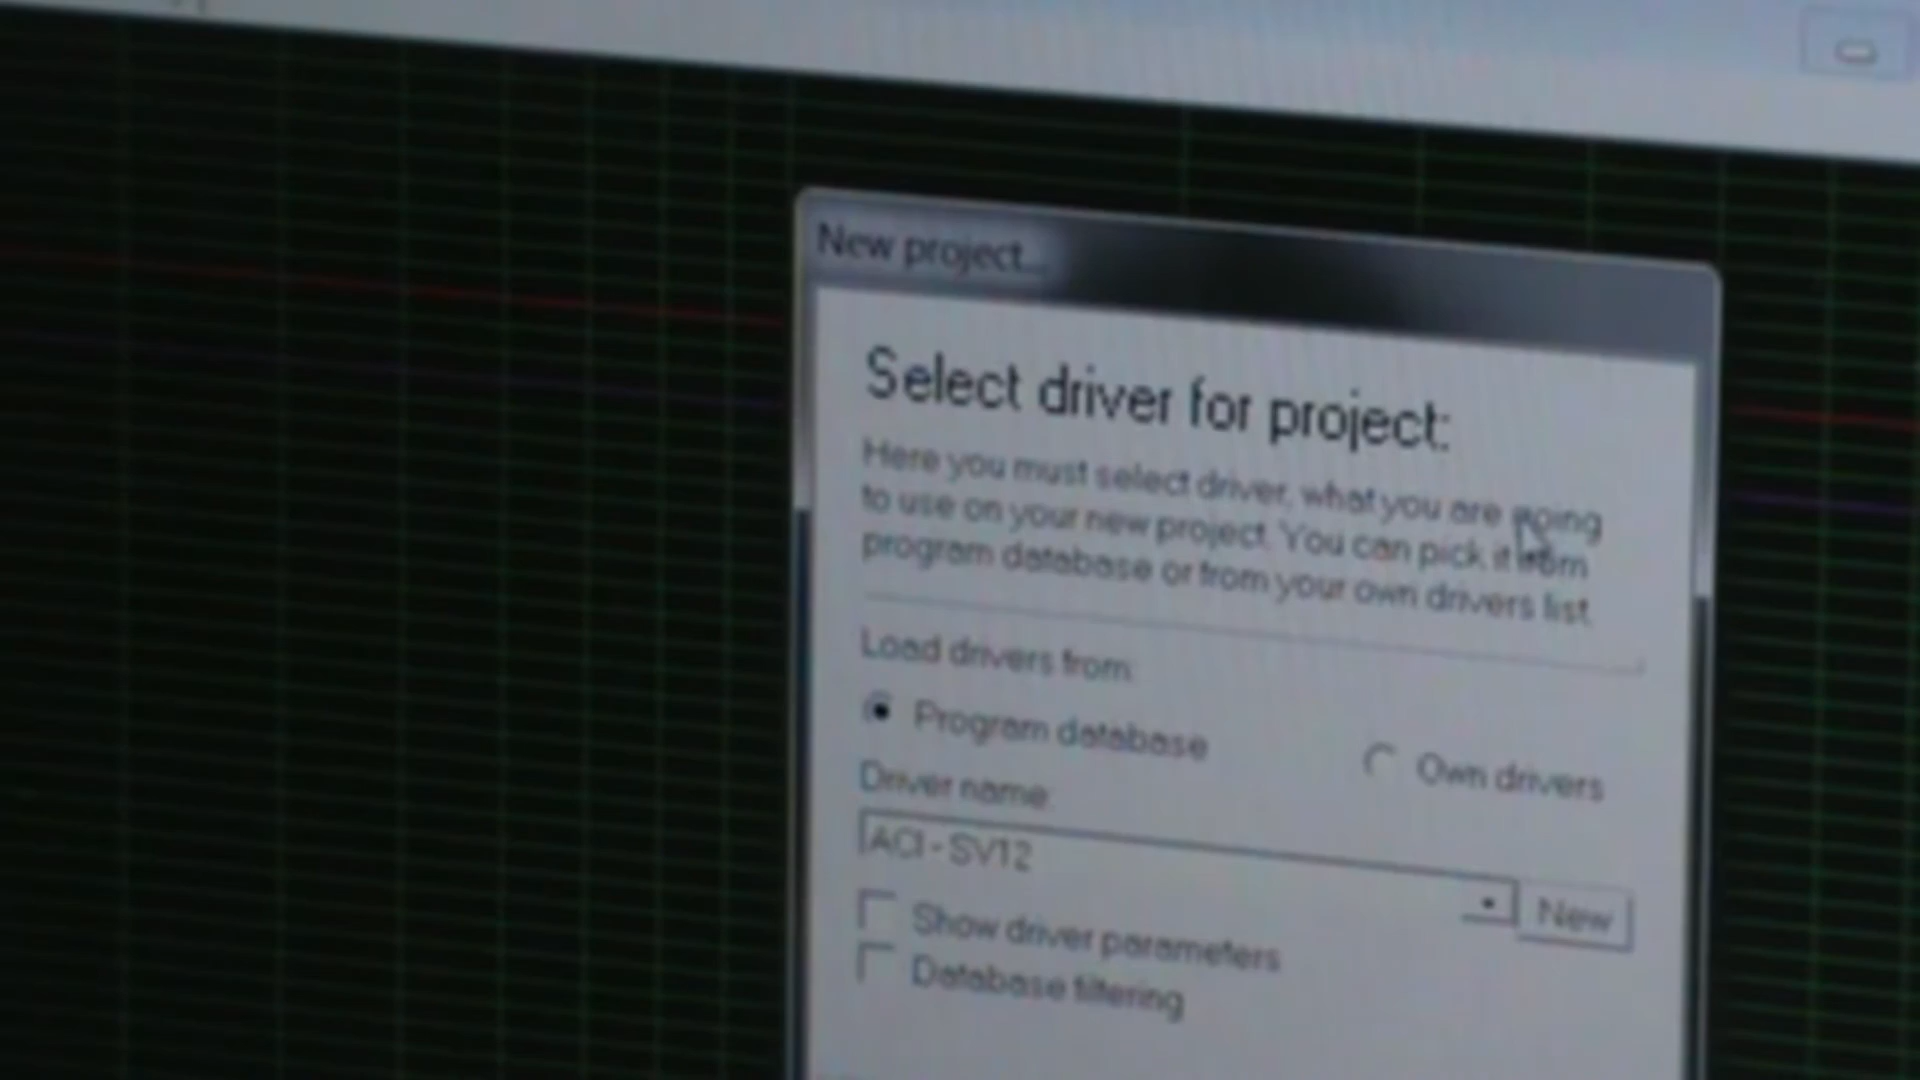 New project...
Select driver for project:
Here you must select driver, what you are going
to use on your new project. You can pick it from
program database or from your own drivers list.
Load drivers from:
Program database
Own drivers
Driver name:
ACI - SV12
New
Show driver parameters
Database filtering